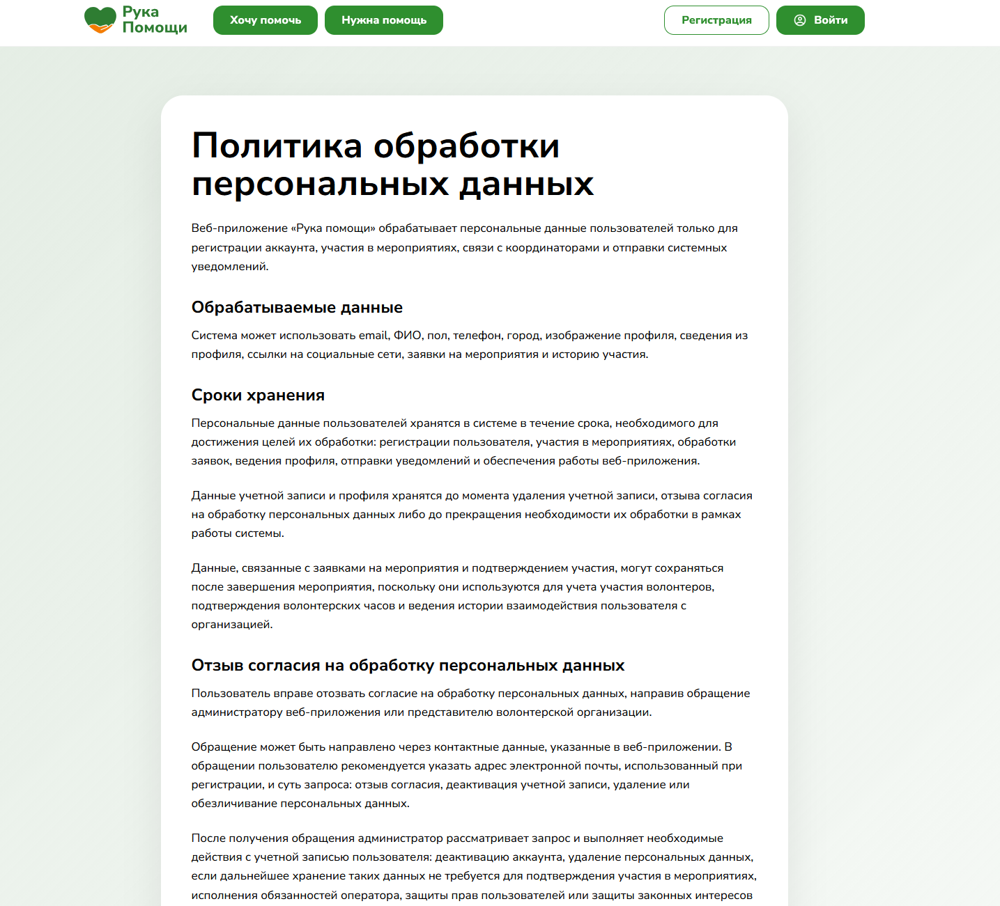 Рука
Помощи
Хочу помочь
Нужна помощь
Регистрация
Войти
Политика обработки
персональных данных
Веб-приложение «Рука помощи» обрабатывает персональные данные пользователей только для
регистрации аккаунта, участия в мероприятиях, связи с координаторами и отправки системных
уведомлений.
Обрабатываемые данные
Система может использовать email, ФИО, пол, телефон, город, изображение профиля, сведения из
профиля, ссылки на социальные сети, заявки на мероприятия и историю участия.
Сроки хранения
Персональные данные пользователей хранятся в системе в течение срока, необходимого для
достижения целей их обработки: регистрации пользователя, участия в мероприятиях, обработки
заявок, ведения профиля, отправки уведомлений и обеспечения работы веб-приложения.
Данные учетной записи и профиля хранятся до момента удаления учетной записи, отзыва согласия
на обработку персональных данных либо до прекращения необходимости их обработки в рамках
работы системы.
Данные, связанные с заявками на мероприятия и подтверждением участия, могут сохраняться
после завершения мероприятия, поскольку они используются для учета участия волонтеров,
подтверждения волонтерских часов и ведения истории взаимодействия пользователя с
организацией.
Отзыв согласия на обработку персональных данных
Пользователь вправе отозвать согласие на обработку персональных данных, направив обращение
администратору веб-приложения или представителю волонтерской организации.
Обращение может быть направлено через контактные данные, указанные в веб-приложении. В
обращении пользователю рекомендуется указать адрес электронной почты, использованный при
регистрации, и суть запроса: отзыв согласия, деактивация учетной записи, удаление или
обезличивание персональных данных.
После получения обращения администратор рассматривает запрос и выполняет необходимые
действия с учетной записью пользователя: деактивацию аккаунта, удаление персональных данных,
если дальнейшее хранение таких данных не требуется для подтверждения участия в мероприятиях,
исполнения обязанностей оператора, защиты прав пользователей или защиты законных интересов